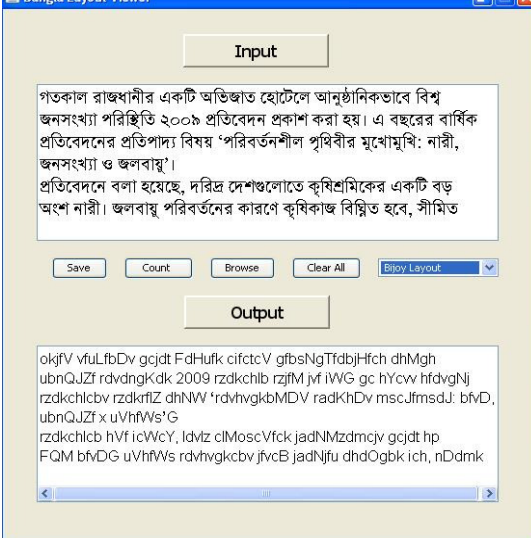 Input
গতকাল রাজধানীর একটি অভিজাত হোটেলে আনুষ্ঠানিকভাবে বিশ্ব
জনসংখ্যা পরিস্থিতি ২০০৯ প্রতিবেদন প্রকাশ করা হয়। এ বছরের বার্ষিক
প্রতিবেদনের প্রতিপাদ্য বিষয় ‘পরিবর্তনশীল পৃথিবীর মুখোমুখি: নারী,
জনসংখ্যা ও জলবায়ু’।
প্রতিবেদনে বলা হয়েছে, দরিদ্র দেশগুলোতে কৃষিশ্রমিকের একটি বড়
অংশ নারী। জলবায়ু পরিবর্তনের কারণে কৃষিকাজ বিঘ্নিত হবে, সীমিত
Save Count Browse Clear All Bijoy Layout
Output
okjfV vfuLfbDv gcjdt FdHufk cifctcV gfbsNgTfdbjHfch dhMgh
ubnQJZf rdvdngKdk 2009 rzdkchlb rzjfM jvf iWG gc hYcvv hfdvgNj
rzdkchlcbv rzdkrflZ dhNW ‘rdvhvgkbMDV radKhDv mscJfmsdJ: bfvD,
ubnQJZf x uVhfWs’G
rzdkchlcb hVf icWcY, ldvlz clMoscVfck jadNMzdmcjv gcjdt hp
FQM bfvDG uVhfWs rdvhvgkcbv jfvcB jadNjfu dhdOgbk ich, nDdmk